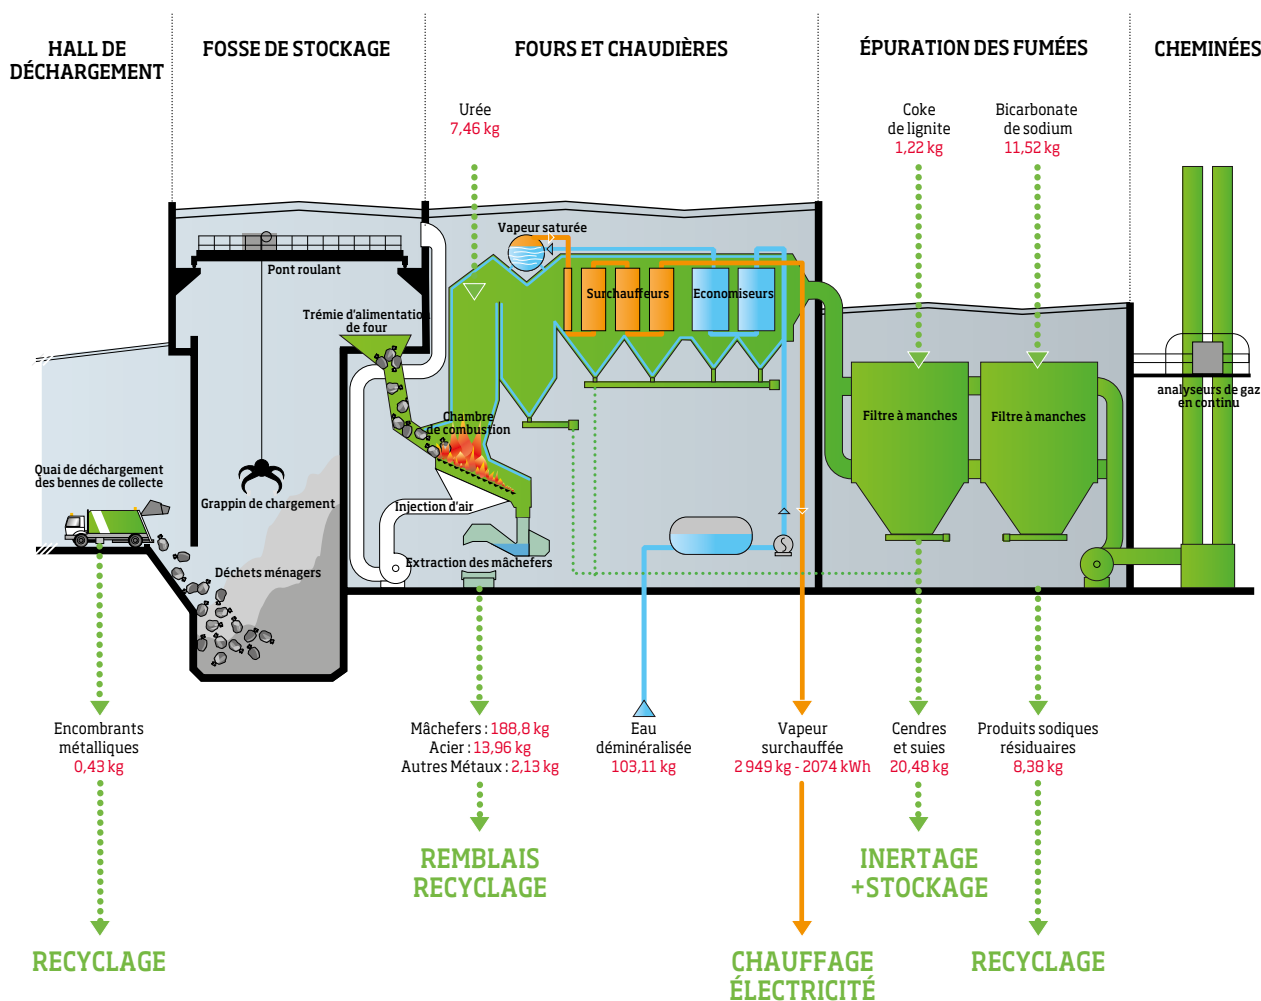 HALL DE
DÉCHARGEMENT
FOSSE DE STOCKAGE
FOURS ET CHAUDIÈRES
ÉPURATION DES FUMÉES
CHEMINÉES
Urée
7,46 kg
Coke
de lignite
1,22 kg
Bicarbonate
de sodium
11,52 kg
Vapeur saturée
Pont roulant
Surchauffeurs
Economiseurs
Trémie d'alimentation
de four
analyseurs de gaz
en continu
Chambre
de combustion
Filtre à manches
Filtre à manches
Quai de déchargement
des bennes de collecte
Grappin de chargement
Injection d'air
Extraction des mâchefers
Déchets ménagers
Encombrants
métalliques
0,43 kg
Mâchefers : 188,8 kg
Acier : 13,96 kg
Autres Métaux : 2,13 kg
Eau
déminéralisée
103,11 kg
Vapeur
surchauffée
2 949 kg - 2074 kWh
Cendres
et suies
20,48 kg
Produits sodiques
résiduaires
8,38 kg
REMBLAIS
RECYCLAGE
INERTAGE
+STOCKAGE
RECYCLAGE
CHAUFFAGE
ÉLECTRICITÉ
RECYCLAGE